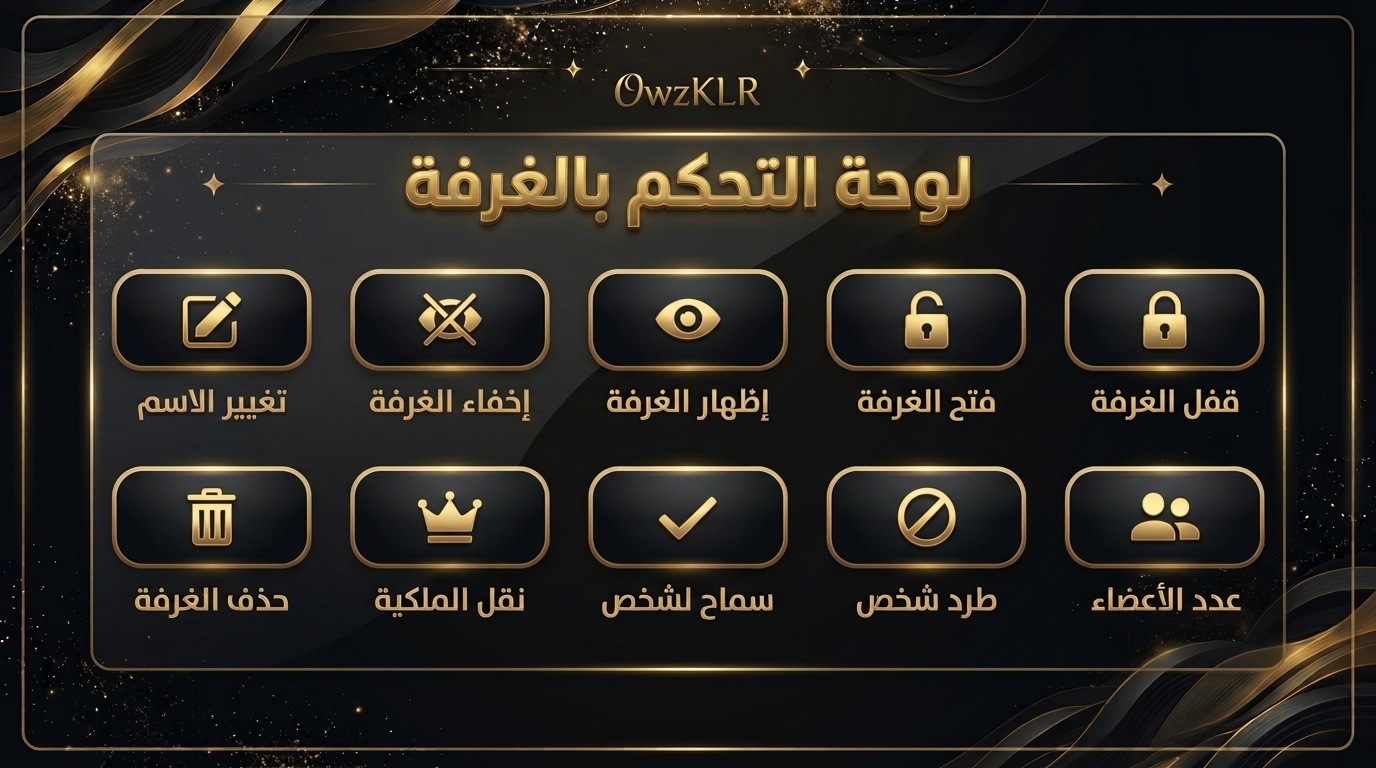 OwzKLR
لوحة التحكم بالغرفة
قفل الغرفة
فتح الغرفة
إظهار الغرفة
إخفاء الغرفة
تغيير الاسم
عدد الأعضاء
طرد شخص
سماح لشخص
نقل الملكية
حذف الغرفة